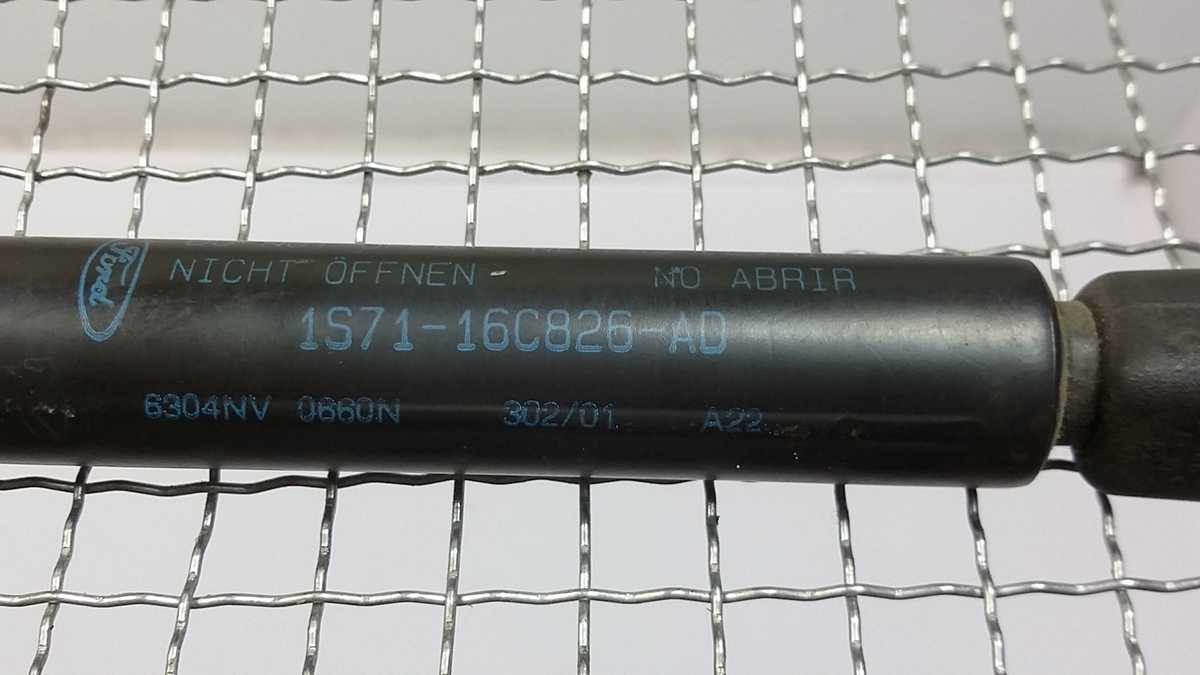 Ford
NICHT ÖFFNEN NO ABRIR
1S71-16C826-AD
6304NV 0660N 302/01 A22